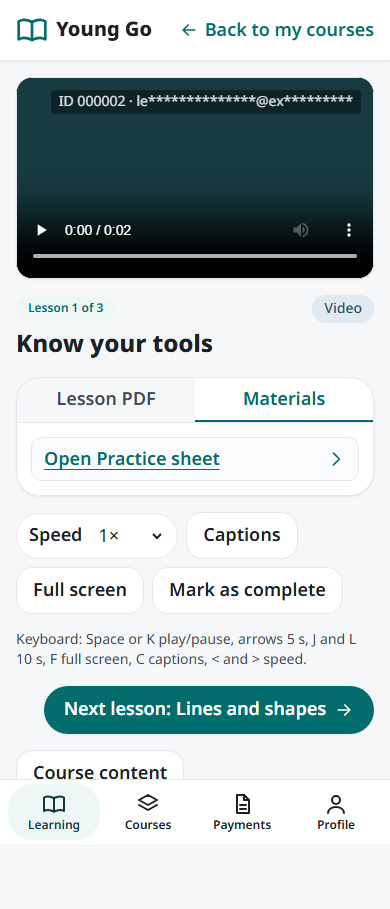 Young Go
← Back to my courses
ID 000002 · le**************@ex*********
0:00 / 0:02
Lesson 1 of 3
Video
Know your tools
Lesson PDF
Materials
Open Practice sheet
Speed 1×
Captions
Full screen
Mark as complete
Keyboard: Space or K play/pause, arrows 5 s, J and L
10 s, F full screen, C captions, < and > speed.
Next lesson: Lines and shapes →
Course content
Learning
Courses
Payments
Profile